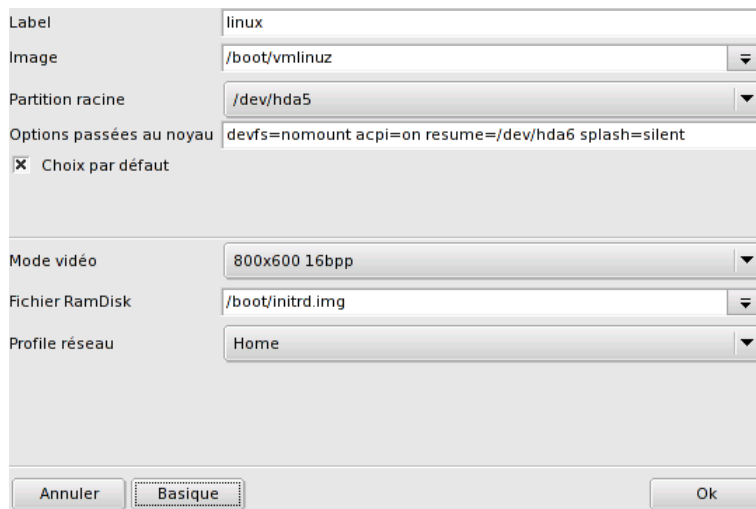 Label linux
Image /boot/vmlinuz
Partition racine /dev/hda5
Options passées au noyau devfs=nomount acpi=on resume=/dev/hda6 splash=silent
Choix par défaut
Mode vidéo 800x600 16bpp
Fichier RamDisk /boot/initrd.img
Profile réseau Home
Annuler Basique Ok